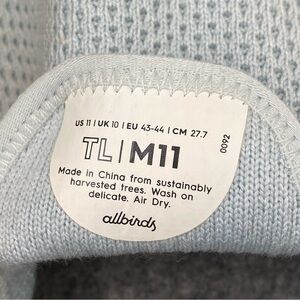 US 11 | UK 10 | EU 43-44 | CM 27.7
TL | M11
Made in China from sustainably
harvested trees. Wash on
delicate. Air Dry.
allbirds
0092